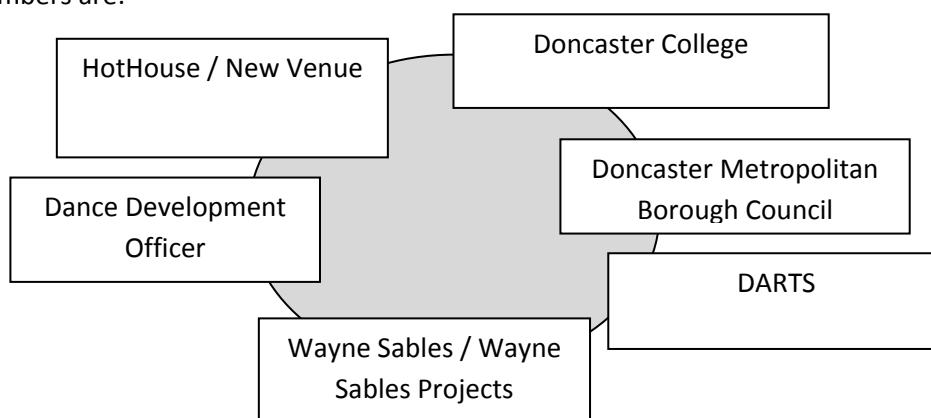 mbers are:
HotHouse / New Venue
Doncaster College
Doncaster Metropolitan
Borough Council
Dance Development
Officer
DARTS
Wayne Sables / Wayne
Sables Projects